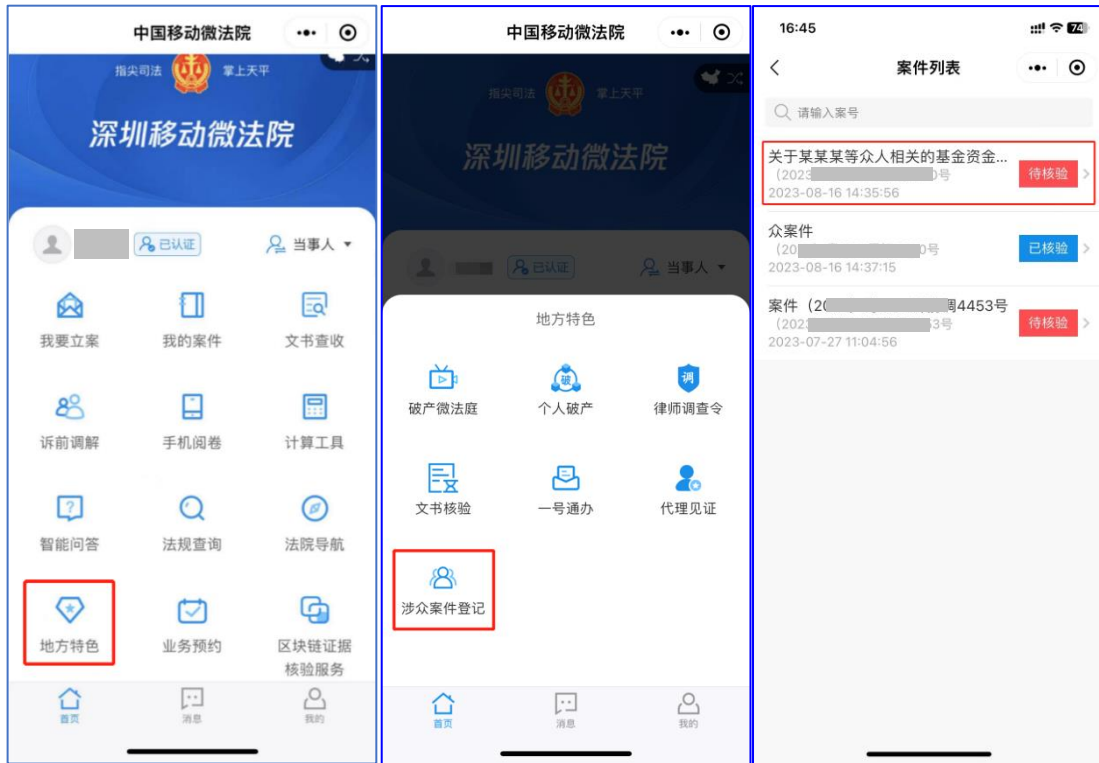 中国移动微法院
指尖司法 掌上天平
深圳移动微法院
已认证
当事人
我要立案 我的案件 文书查收
诉前调解 手机阅卷 计算工具
智能问答 法规查询 法院导航
地方特色 业务预约 区块链证据
核验服务
首页 消息 我的
中国移动微法院
指尖司法 掌上天平
深圳移动微法院
已认证
当事人
地方特色
破产微法庭 个人破产 律师调查令
文书核验 一号通办 代理见证
涉众案件登记
首页 消息 我的
16:45 74
案件列表
请输入案号
关于某某某等众人相关的基金资金...
(2023 0号
待核验
2023-08-16 14:35:56
众案件
(20 0号
已核验
2023-08-16 14:37:15
案件（20 调4453号
(202 3号
待核验
2023-07-27 11:04:56